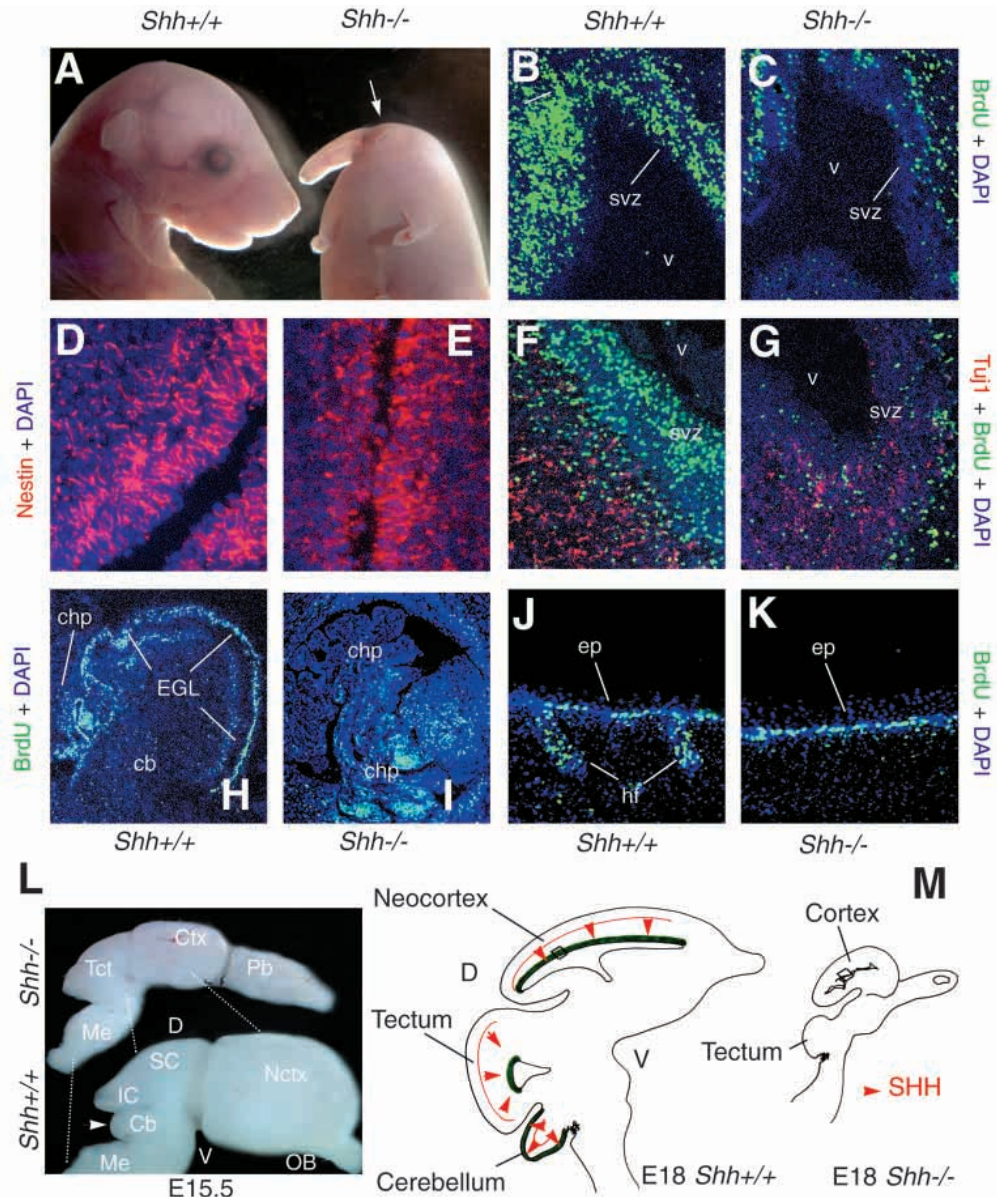 Shh+/+
Shh-/-
Shh+/+
Shh-/-
A
B
svz
v
C
v
svz
BrdU + DAPI
Nestin + DAPI
D
E
F
v
svz
G
v
svz
Tuj1 + BrdU + DAPI
BrdU + DAPI
chp
EGL
cb
H
chp
chp
I
J
ep
hf
K
ep
BrdU + DAPI
Shh+/+
Shh-/-
Shh+/+
Shh-/-
L
Shh-/-
Tct
Ctx
Pb
Me
D
Shh+/+
SC
Nctx
IC
Cb
Me
V
OB
E15.5
M
Neocortex
D
Tectum
V
Cerebellum
E18 Shh+/+
Cortex
Tectum
SHH
E18 Shh-/-